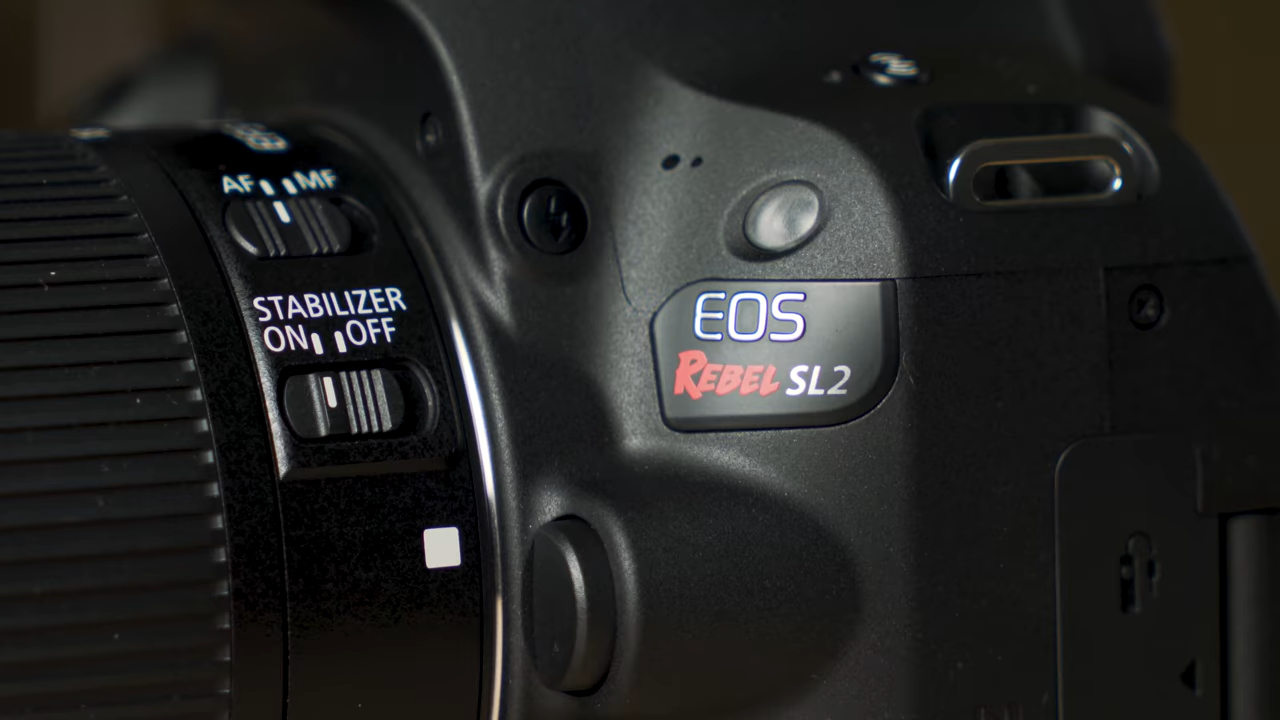 AF MF
STABILIZER
ON OFF
EOS
REBEL SL2